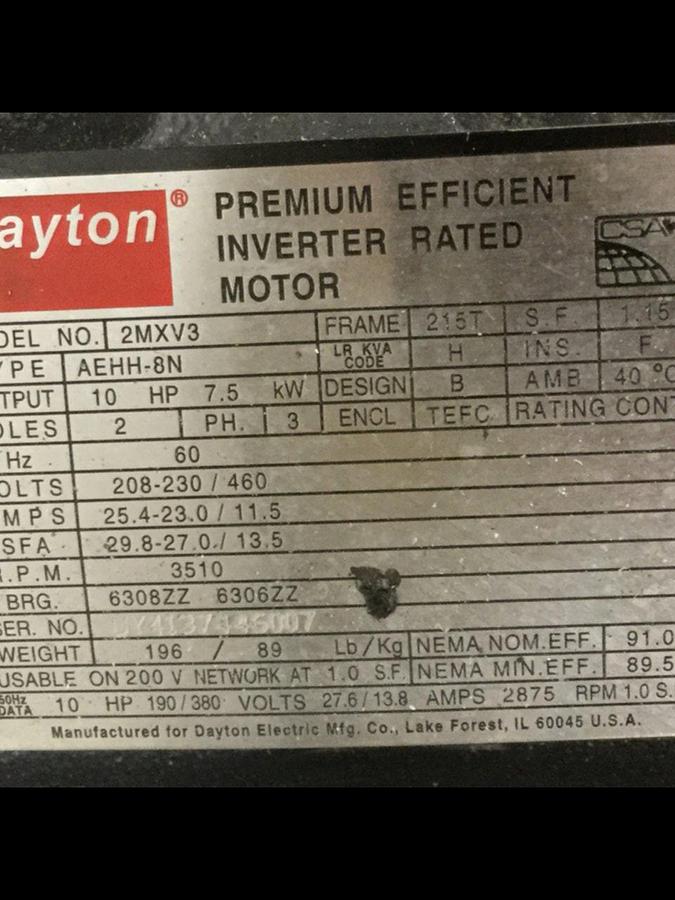 ayton® PREMIUM EFFICIENT
INVERTER RATED
MOTOR
CSA
DEL NO. 2MXV3 FRAME 215T S.F. 1.15
YPE AEHH-8N LR KVA CODE H INS. F
TPUT 10 HP 7.5 kW DESIGN B AMB 40 °C
OLES 2 PH. 3 ENCL TEFC RATING CONT
Hz 60
OLTS 208-230 / 460
MPS 25.4-23.0 / 11.5
SFA 29.8-27.0 / 13.5
.P.M. 3510
BRG. 6308ZZ 6306ZZ
SER. NO.
WEIGHT 196 / 89 Lb/Kg NEMA NOM.EFF. 91.0
NEMA MIN.EFF. 89.5
USABLE ON 200 V NETWORK AT 1.0 S.F.
50Hz DATA 10 HP 190/380 VOLTS 27.6/13.8 AMPS 2875 RPM 1.0 S.
Manufactured for Dayton Electric Mfg. Co., Lake Forest, IL 60045 U.S.A.